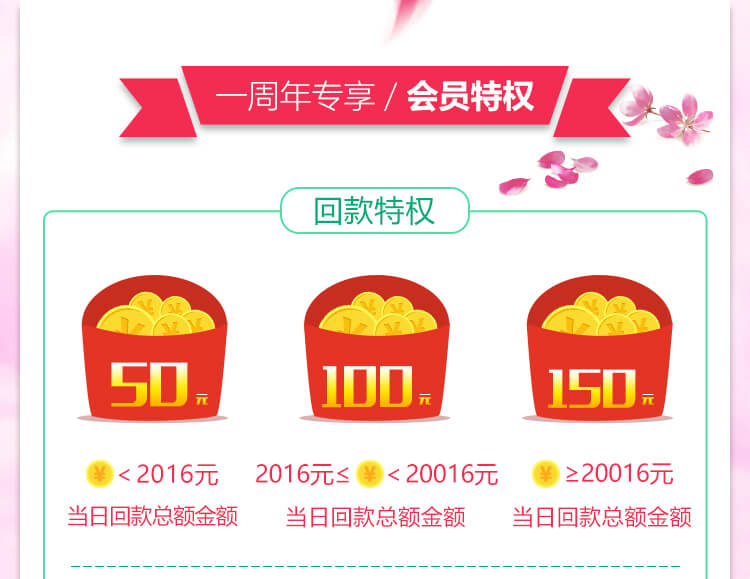 一周年专享 / 会员特权
回款特权
50元
100元
150元
¥ < 2016元
2016元≤ ¥ < 20016元
¥ ≥20016元
当日回款总额金额
当日回款总额金额
当日回款总额金额